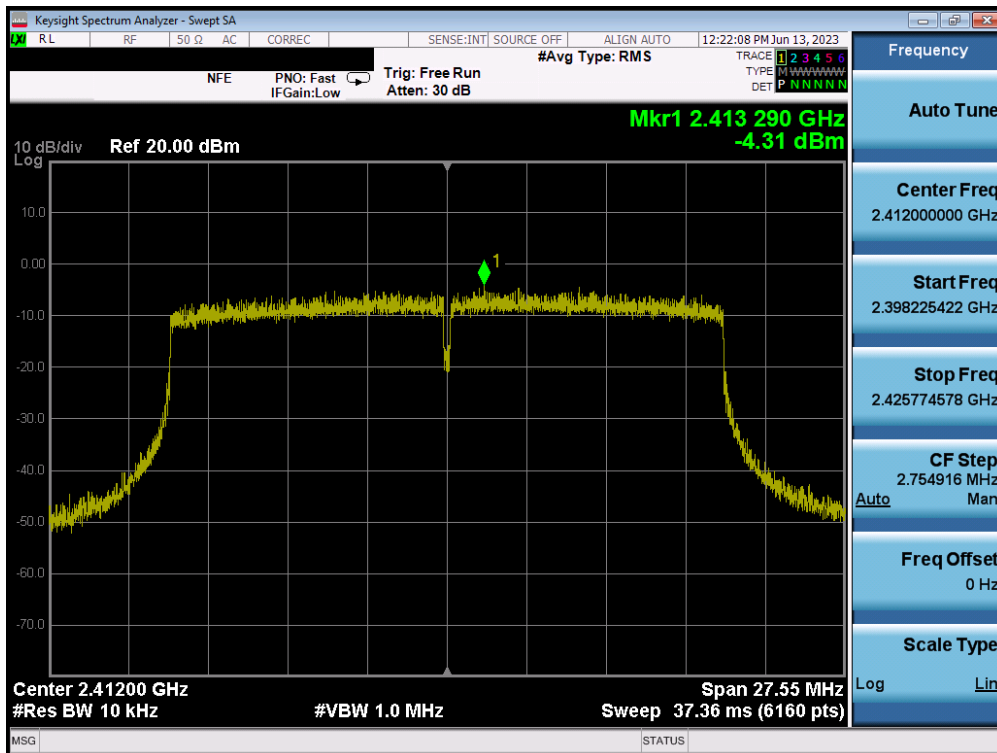 Keysight Spectrum Analyzer - Swept SA
LXI RL RF 50 Ω AC CORREC SENSE:INT SOURCE OFF ALIGN AUTO 12:22:08 PM Jun 13, 2023
NFE PNO: Fast Trig: Free Run #Avg Type: RMS TRACE 1 2 3 4 5 6
IFGain:Low Atten: 30 dB TYPE M WWWWW
DET P N N N N N
Mkr1 2.413 290 GHz
-4.31 dBm
10 dB/div Ref 20.00 dBm
Log
10.0
0.00
-10.0
-20.0
-30.0
-40.0
-50.0
-60.0
-70.0
1
Center 2.41200 GHz Span 27.55 MHz
#Res BW 10 kHz #VBW 1.0 MHz Sweep 37.36 ms (6160 pts)
MSG STATUS
Frequency
Auto Tune
Center Freq
2.412000000 GHz
Start Freq
2.398225422 GHz
Stop Freq
2.425774578 GHz
CF Step
2.754916 MHz
Auto Man
Freq Offset
0 Hz
Scale Type
Log Lin